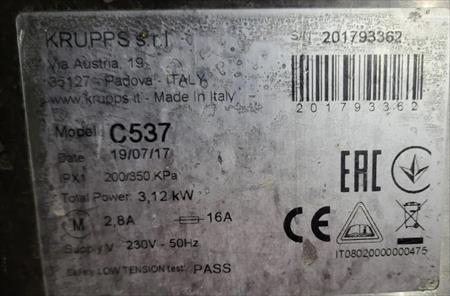 KRUPPS s.r.l
Via Austria, 19
35127 - Padova - ITALY
www.krupps.it - Made in Italy
S/N 201793362
201793362
Model C537
Date 19/07/17
IPX1 200/350 KPa
Total Power: 3,12 kW
M 2,8A 16A
Supply V 230V - 50Hz
Safety LOW TENSION test: PASS
EAC
CE
IT08020000000475